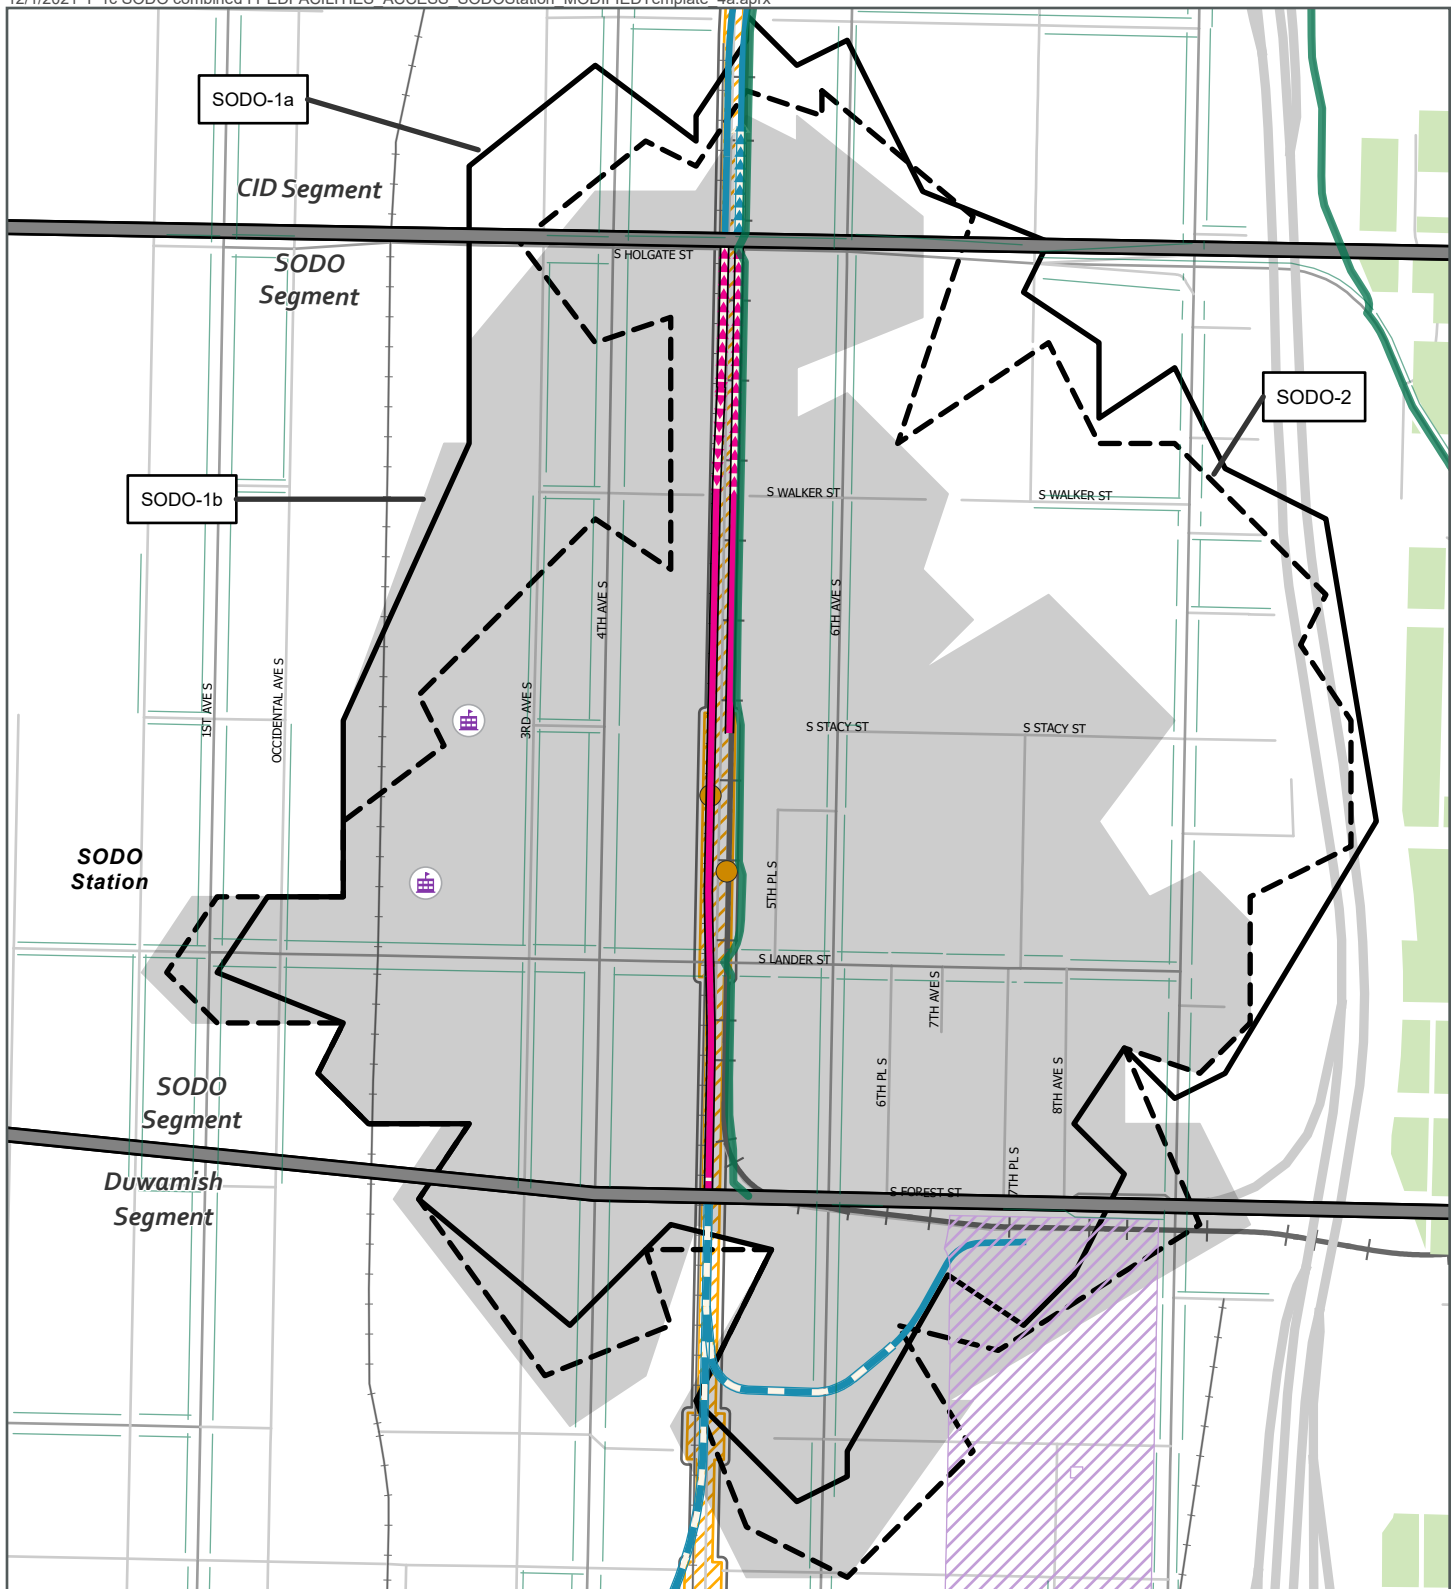 SODO-1a
CID Segment
S HOLGATE ST
SODO
Segment
SODO-2
SODO-1b
S WALKER ST
S WALKER ST
4TH AVE S
6TH AVE S
1ST AVE S
OCCIDENTAL AVE S
3RD AVE S
S STACY ST
S STACY ST
SODO
Station
5TH PL S
S LANDER ST
7TH AVE S
6TH PL S
8TH AVE S
SODO
Segment
7TH PL S
Duwamish
Segment
S FOREST ST